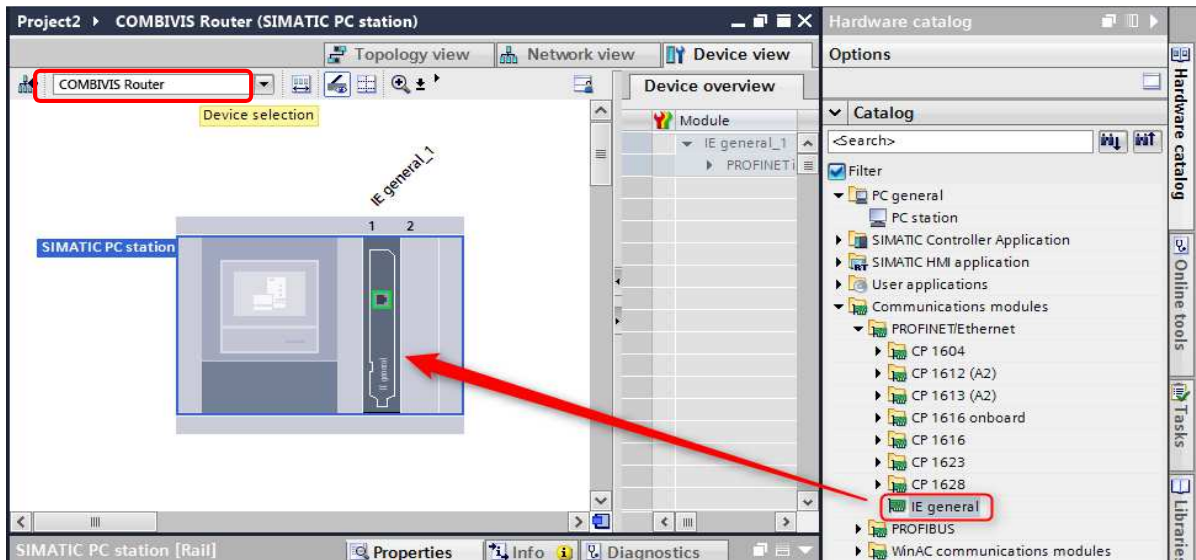 Project2 ▸ COMBIVIS Router (SIMATIC PC station)
Topology view
Network view
Device view
COMBIVIS Router
Device selection
IE general_1
1 2
SIMATIC PC station
IE general
Device overview
Module
IE general_1
PROFINET i
SIMATIC PC station [Rail]
Properties
Info
Diagnostics
Hardware catalog
Options
Catalog
<Search>
Filter
PC general
PC station
SIMATIC Controller Application
SIMATIC HMI application
User applications
Communications modules
PROFINET/Ethernet
CP 1604
CP 1612 (A2)
CP 1613 (A2)
CP 1616 onboard
CP 1616
CP 1623
CP 1628
IE general
PROFIBUS
WinAC communications modules
Hardware catalog
Online tools
Tasks
Libraries